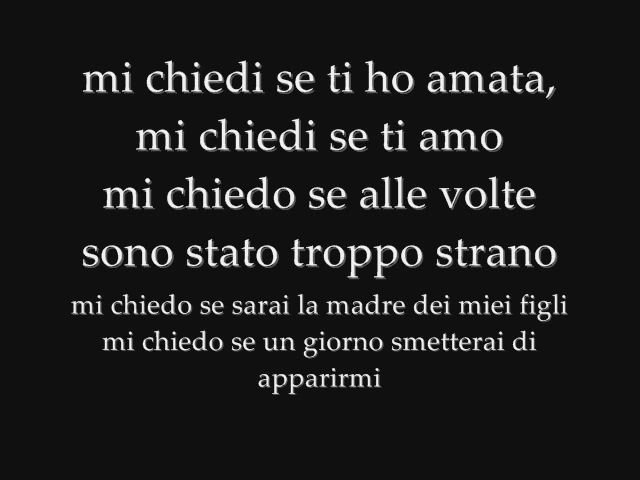 mi chiedi se ti ho amata,
mi chiedi se ti amo
mi chiedo se alle volte
sono stato troppo strano
mi chiedo se sarai la madre dei miei figli
mi chiedo se un giorno smetterai di
apparirmi